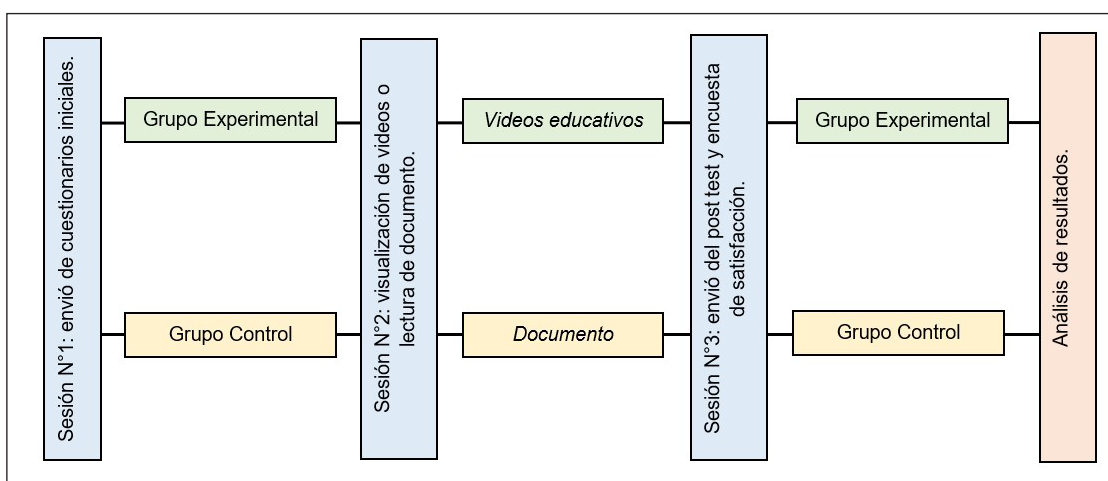 Sesión N°1: envió de cuestionarios iniciales.
Grupo Experimental
Grupo Control
Sesión N°2: visualización de videos o
lectura de documento.
Videos educativos
Documento
Sesión N°3: envió del post test y encuesta
de satisfacción.
Grupo Experimental
Grupo Control
Análisis de resultados.